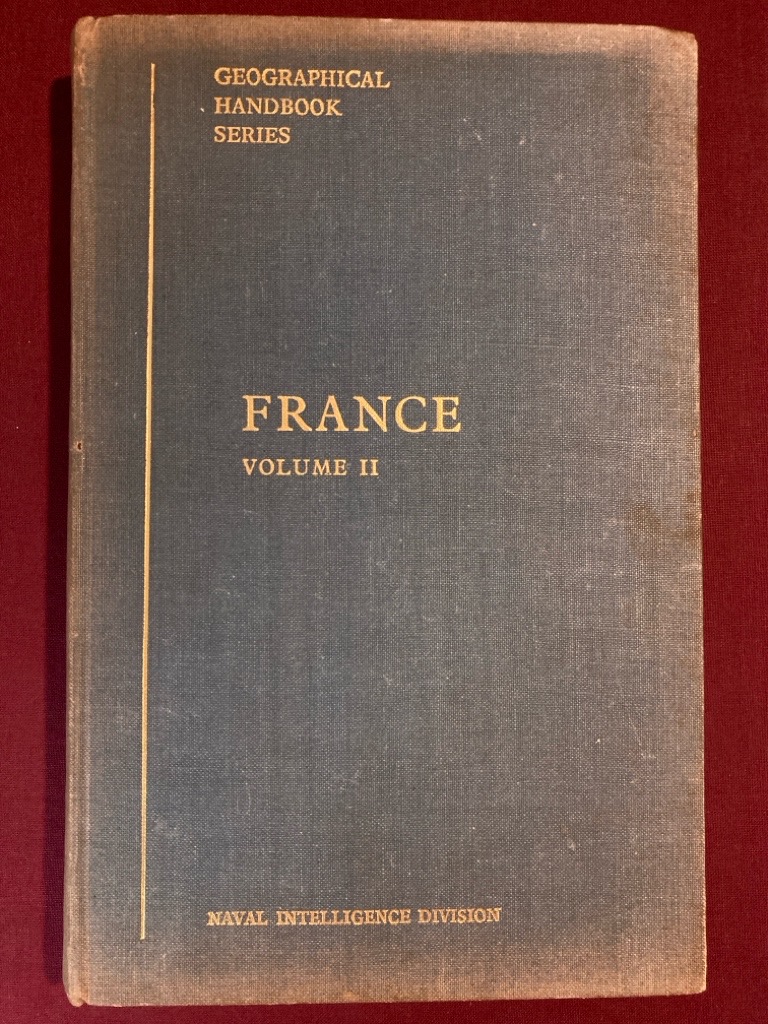 GEOGRAPHICAL
HANDBOOK
SERIES
FRANCE
VOLUME II
NAVAL INTELLIGENCE DIVISION